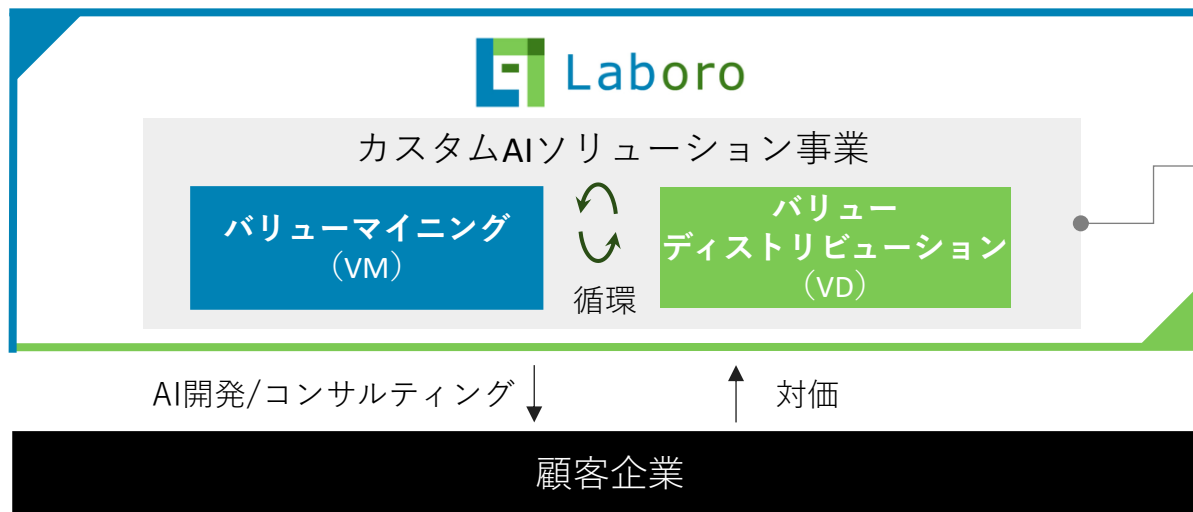 Laboro
カスタムAIソリューション事業
バリューマイニング
（VM）
循環
バリュー
ディストリビューション
（VD）
AI開発/コンサルティング
対価
顧客企業